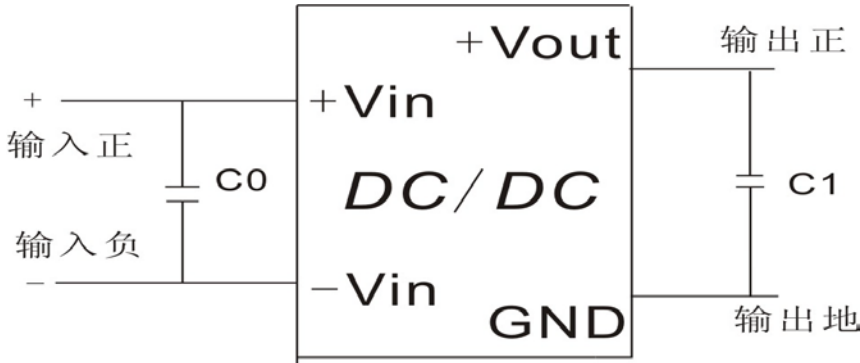 +Vout
输出正
+
+Vin
输入正
C0
DC/DC
C1
输入负
−
−Vin
GND
输出地